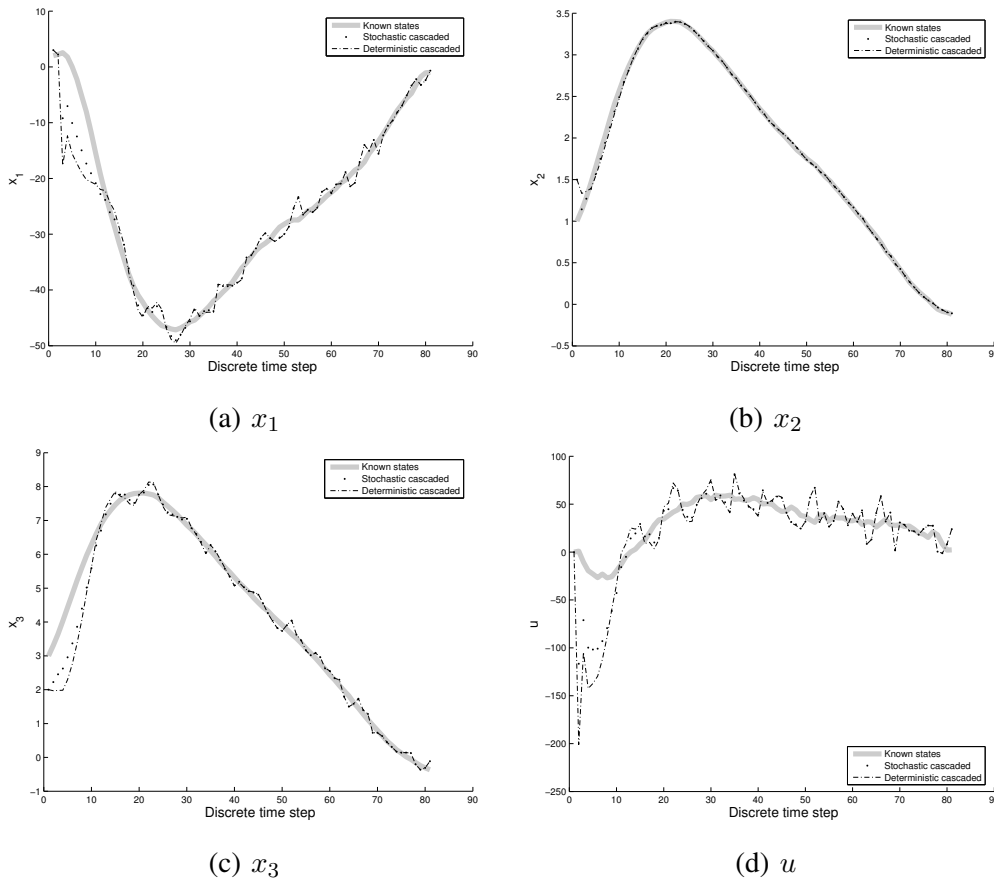 Known states
Stochastic cascaded
Deterministic cascaded
10
0
−10
−20
−30
−40
−50
x1
0 10 20 30 40 50 60 70 80 90
Discrete time step
(a) x1
Known states
Stochastic cascaded
Deterministic cascaded
3.5
3
2.5
2
1.5
1
0.5
0
−0.5
x2
0 10 20 30 40 50 60 70 80 90
Discrete time step
(b) x2
Known states
Stochastic cascaded
Deterministic cascaded
9
8
7
6
5
4
3
2
1
0
−1
x3
0 10 20 30 40 50 60 70 80 90
Discrete time step
(c) x3
100
50
0
−50
−100
−150
−200
−250
u
Known states
Stochastic cascaded
Deterministic cascaded
0 10 20 30 40 50 60 70 80 90
Discrete time step
(d) u